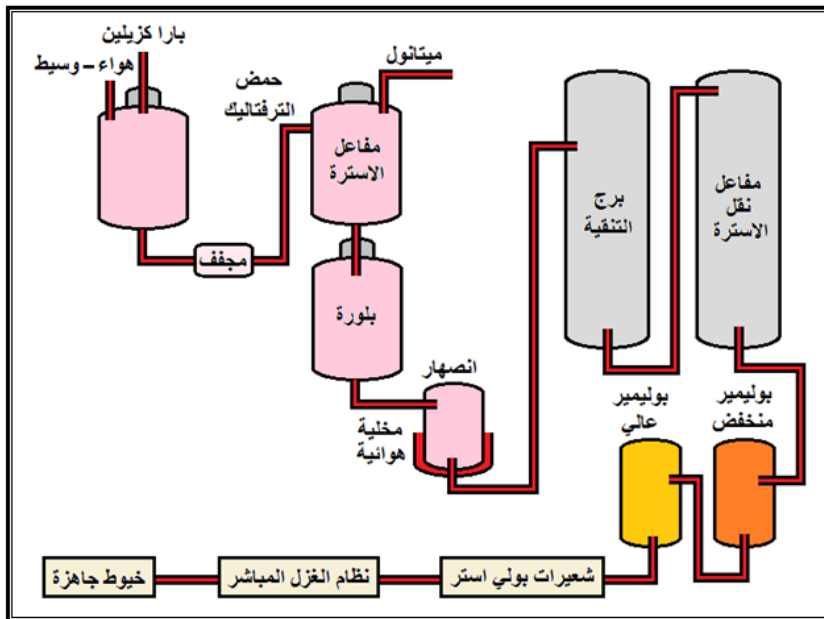 بارا كزيلين
هواء – وسيط
حمض
الترفتاليك
ميتانول
مفاعل
الاسترة
مجفف
بلورة
انصهار
مخلية
هوائية
برج
التنقية
مفاعل
نقل
الاسترة
بوليمير
عالي
بوليمير
منخفض
شعيرات بولي استر
نظام الغزل المباشر
خيوط جاهزة